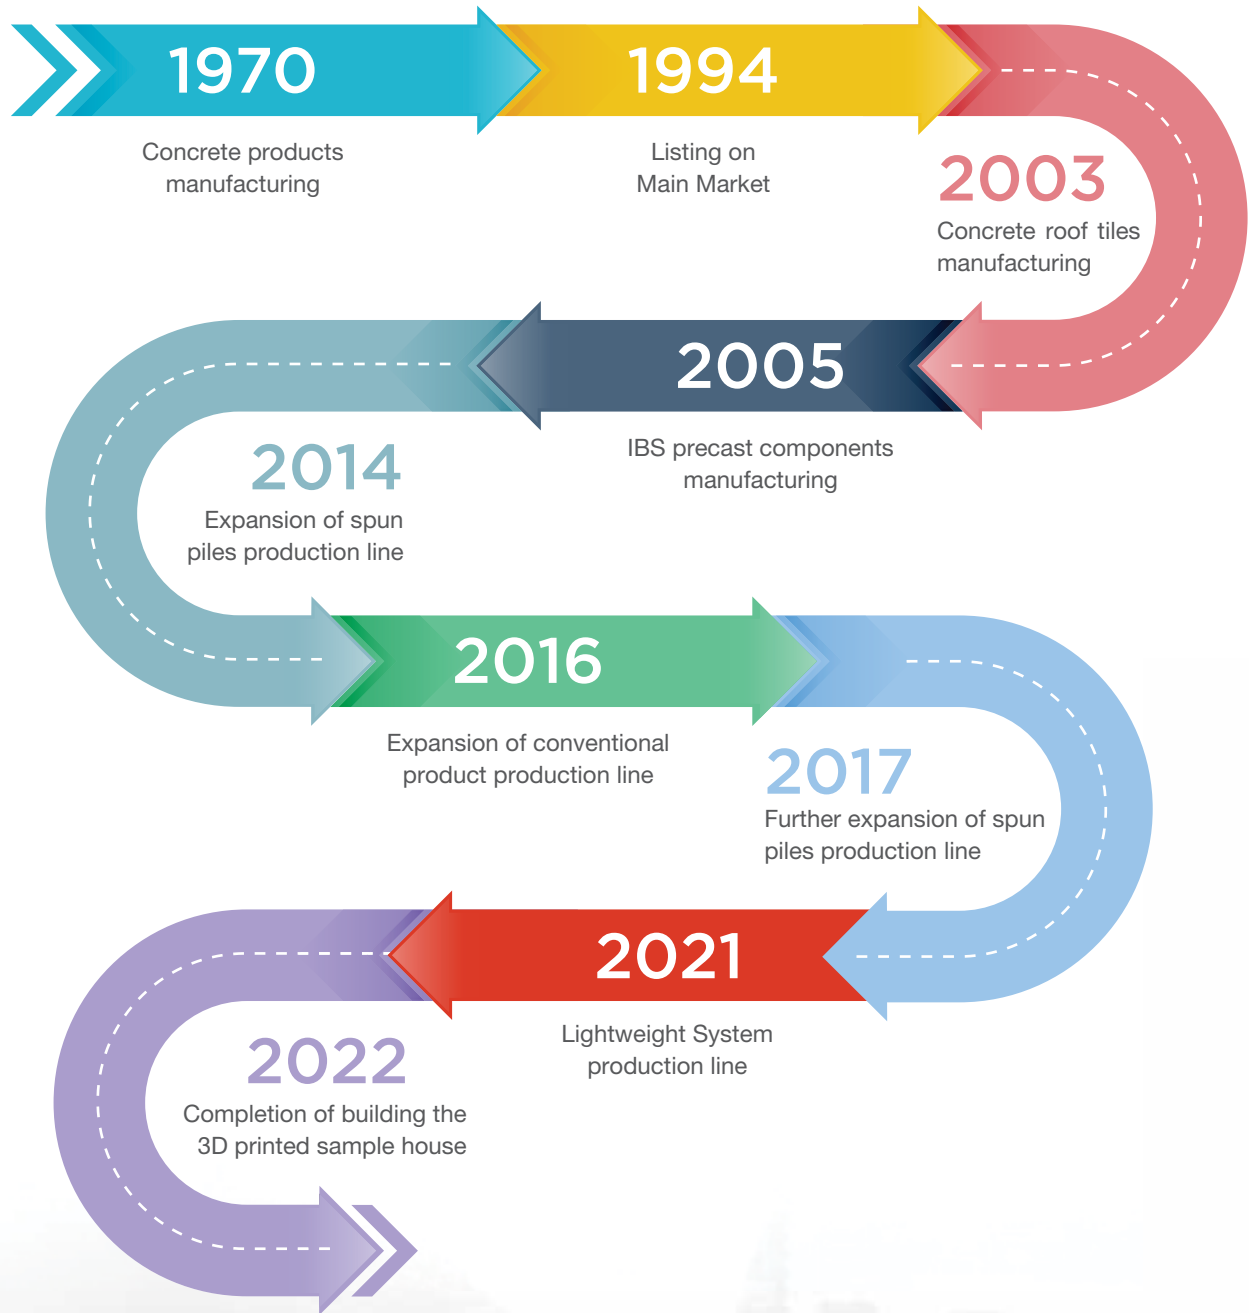 1970
Concrete products
manufacturing
1994
Listing on
Main Market
2003
Concrete roof tiles
manufacturing
2005
IBS precast components
manufacturing
2014
Expansion of spun
piles production line
2016
Expansion of conventional
product production line
2017
Further expansion of spun
piles production line
2021
Lightweight System
production line
2022
Completion of building the
3D printed sample house